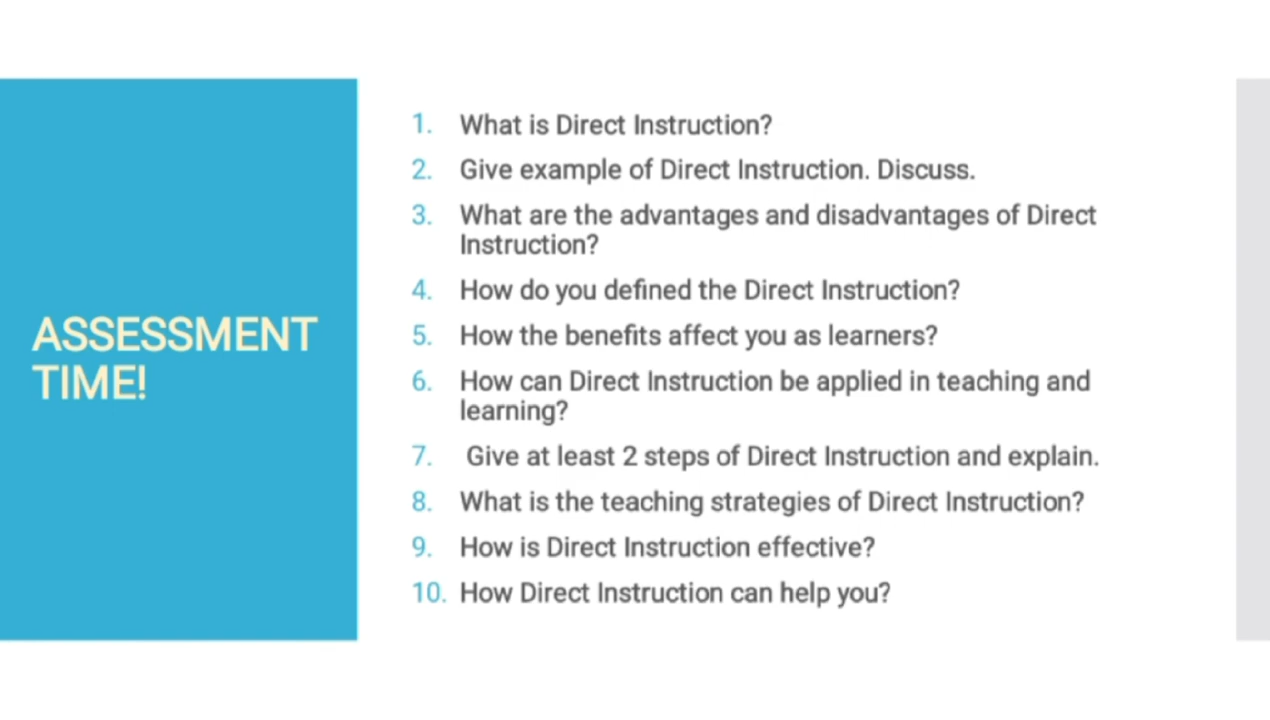 ASSESSMENT
TIME!
1. What is Direct Instruction?
2. Give example of Direct Instruction. Discuss.
3. What are the advantages and disadvantages of Direct
Instruction?
4. How do you defined the Direct Instruction?
5. How the benefits affect you as learners?
6. How can Direct Instruction be applied in teaching and
learning?
7. Give at least 2 steps of Direct Instruction and explain.
8. What is the teaching strategies of Direct Instruction?
9. How is Direct Instruction effective?
10. How Direct Instruction can help you?